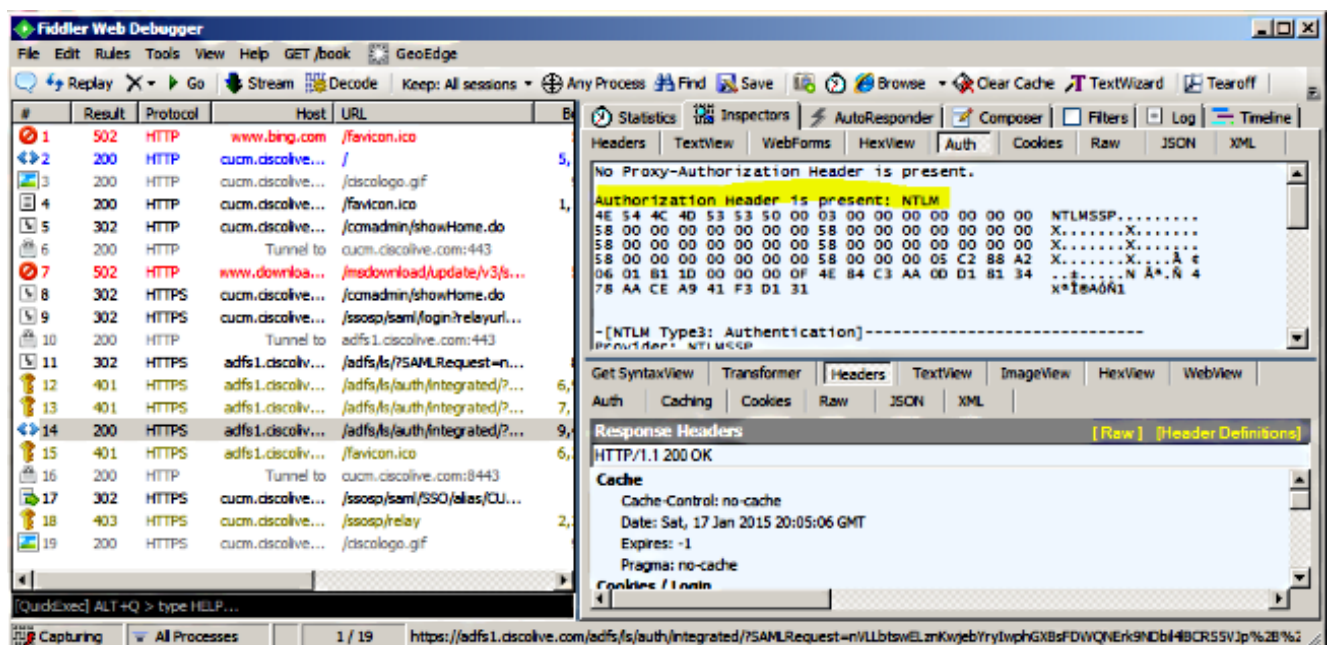 Fiddler Web Debugger
File Edit Rules Tools View Help GET /book GeoEdge
Replay X Go Stream Decode Keep: All sessions Any Process Find Save Browse Clear Cache TextWizard Tearoff
# Result Protocol Host URL
1 502 HTTP www.bing.com /favicon.ico
2 200 HTTP cucm.ciscolive... / 5,
3 200 HTTP cucm.ciscolive... /ciscologo.gif
4 200 HTTP cucm.ciscolive... /favicon.ico 1,
5 302 HTTP cucm.ciscolive... /ccmadmin/showHome.do
6 200 HTTP Tunnel to cucm.ciscolive.com:443
7 502 HTTP www.downloa... /msdownload/update/v3/s...
8 302 HTTPS cucm.ciscolive... /ccmadmin/showHome.do
9 302 HTTPS cucm.ciscolive... /ssosp/saml/login?relayurl...
10 200 HTTP Tunnel to adfs1.ciscolive.com:443
11 302 HTTPS adfs1.ciscoliv... /adfs/ls/?SAMLRequest=n...
12 401 HTTPS adfs1.ciscoliv... /adfs/ls/auth/integrated/?... 6,
13 401 HTTPS adfs1.ciscoliv... /adfs/ls/auth/integrated/?... 7,
14 200 HTTPS adfs1.ciscoliv... /adfs/ls/auth/integrated/?... 9,
15 401 HTTPS adfs1.ciscoliv... /favicon.ico 6,
16 200 HTTP Tunnel to cucm.ciscolive.com:8443
17 302 HTTPS cucm.ciscolive... /ssosp/saml/SSO/alias/CU...
18 403 HTTPS cucm.ciscolive... /ssosp/relay 2,
19 200 HTTPS cucm.ciscolive... /ciscologo.gif
[QuickExec] ALT+Q > type HELP...
Statistics Inspectors AutoResponder Composer Filters Log Timeline
Headers TextView WebForms HexView Auth Cookies Raw JSON XML
No Proxy-Authorization Header is present.
Authorization Header is present: NTLM
4E 54 4C 4D 53 53 50 00 03 00 00 00 00 00 00 00 NTLMSSP.........
58 00 00 00 00 00 00 00 58 00 00 00 00 00 00 00 X.......X.......
58 00 00 00 00 00 00 00 58 00 00 00 00 00 00 00 X.......X.......
58 00 00 00 00 00 00 00 58 00 00 00 05 C2 88 A2 X.......X....Â ¢
06 01 B1 1D 00 00 00 0F 4E 84 C3 AA 0D D1 81 34 ..±.....N Ãª.Ñ 4
78 AA CE A9 41 F3 D1 31 xªÎ©AóÑ1
-[NTLM Type3: Authentication]------------------------------
Provider: NTLMSSP
Get SyntaxView Transformer Headers TextView ImageView HexView WebView
Auth Caching Cookies Raw JSON XML
Response Headers [Raw] [Header Definitions]
HTTP/1.1 200 OK
Cache
Cache-Control: no-cache
Date: Sat, 17 Jan 2015 20:05:06 GMT
Expires: -1
Pragma: no-cache
Cookies / Login
Capturing All Processes 1 / 19 https://adfs1.ciscolive.com/adfs/ls/auth/integrated/?SAMLRequest=